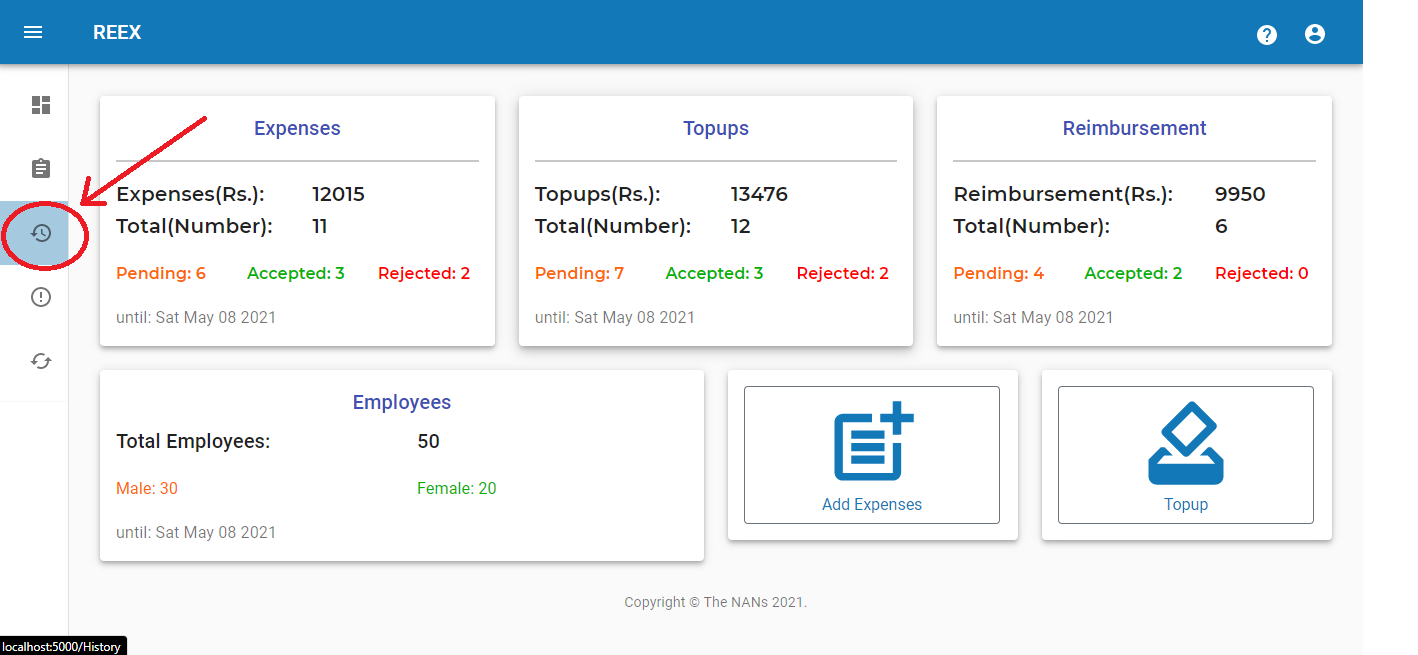 REEX
Expenses
Expenses(Rs.): 12015
Total(Number): 11
Pending: 6 Accepted: 3 Rejected: 2
until: Sat May 08 2021
Topups
Topups(Rs.): 13476
Total(Number): 12
Pending: 7 Accepted: 3 Rejected: 2
until: Sat May 08 2021
Reimbursement
Reimbursement(Rs.): 9950
Total(Number): 6
Pending: 4 Accepted: 2 Rejected: 0
until: Sat May 08 2021
Employees
Total Employees: 50
Male: 30 Female: 20
until: Sat May 08 2021
Add Expenses
Topup
Copyright © The NANs 2021.
localhost:5000/History